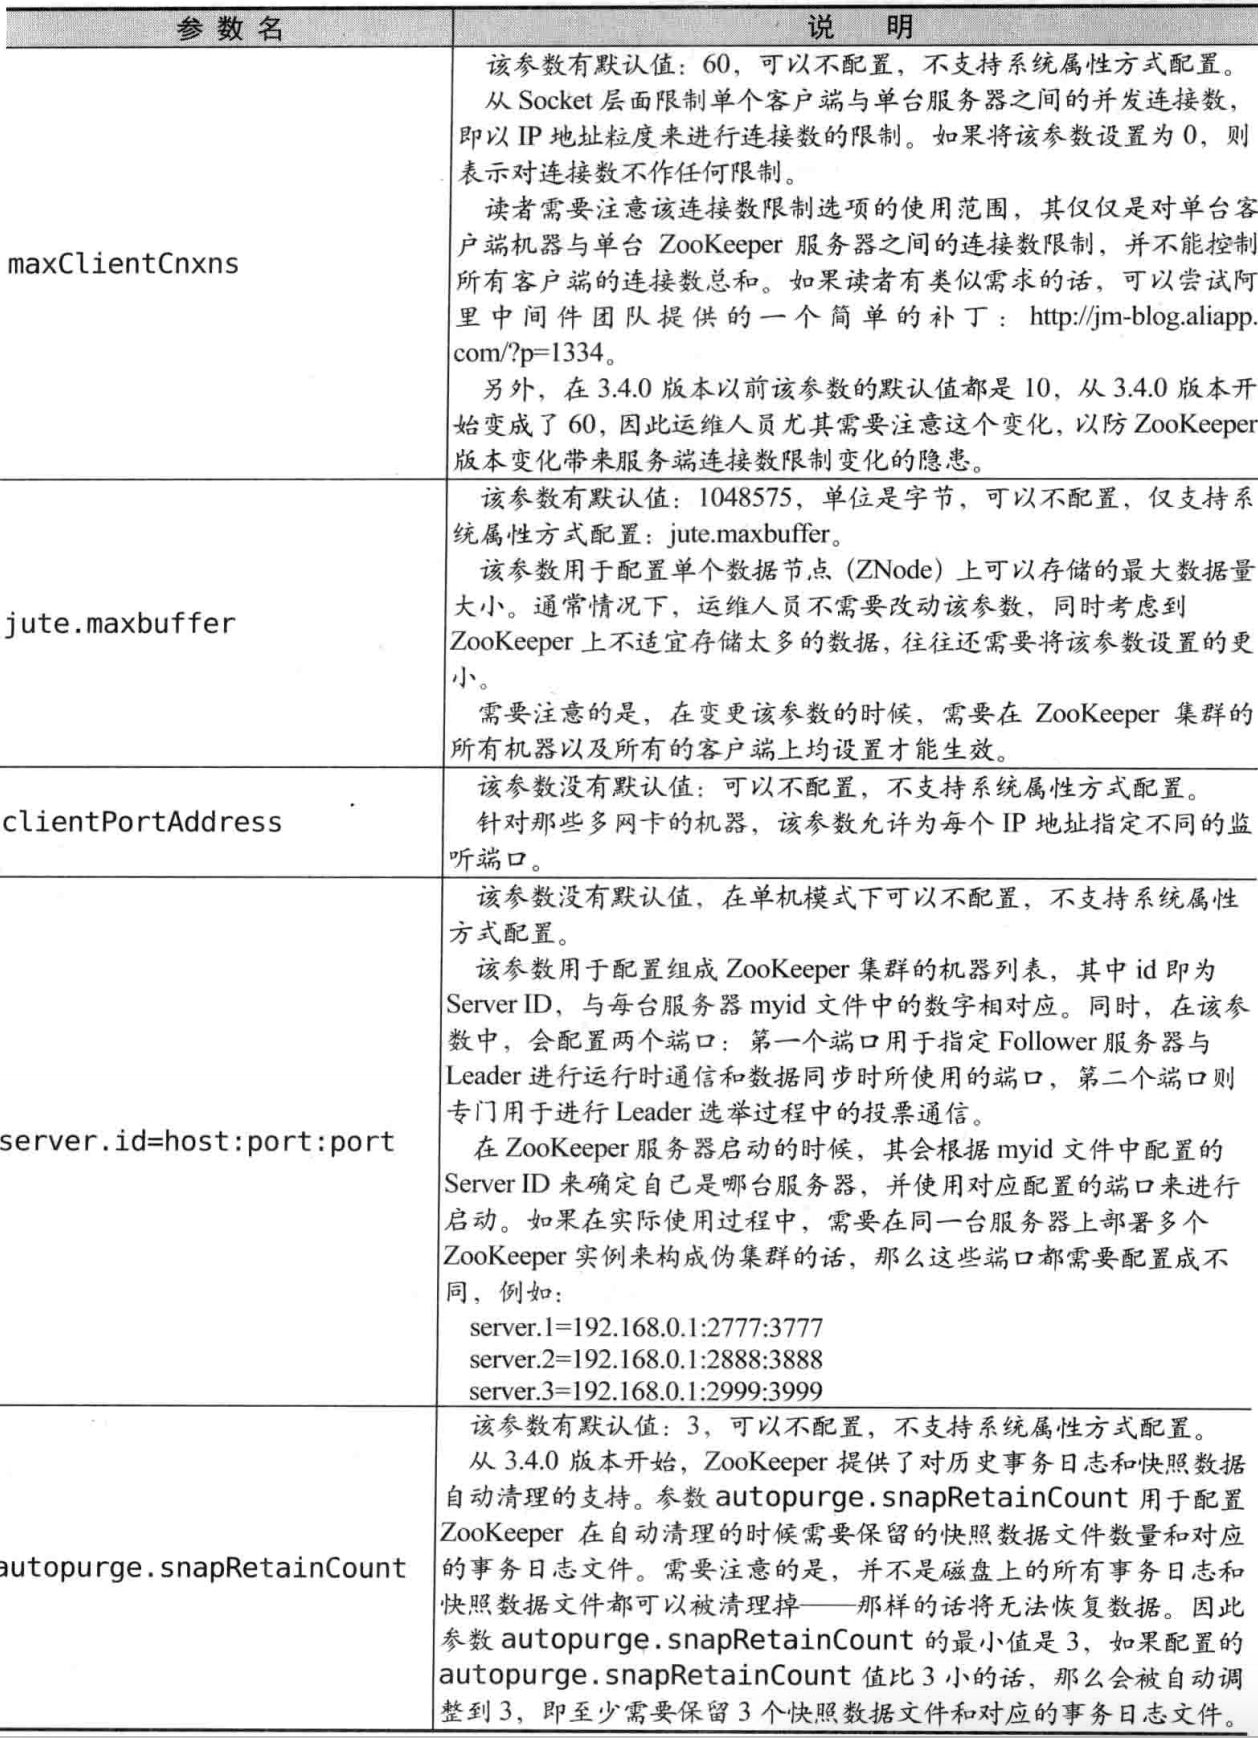 参数名 说 明
maxClientCnxns
该参数有默认值：60，可以不配置，不支持系统属性方式配置。
从 Socket 层面限制单个客户端与单台服务器之间的并发连接数，
即以 IP 地址粒度来进行连接数的限制。如果将该参数设置为 0，则
表示对连接数不作任何限制。
读者需要注意该连接数限制选项的使用范围，其仅仅是对单台客
户端机器与单台 ZooKeeper 服务器之间的连接数限制，并不能控制
所有客户端的连接数总和。如果读者有类似需求的话，可以尝试阿
里中间件团队提供的一个简单的补丁：http://jm-blog.aliapp.
com/?p=1334。
另外，在 3.4.0 版本以前该参数的默认值都是 10，从 3.4.0 版本开
始变成了 60，因此运维人员尤其需要注意这个变化，以防 ZooKeeper
版本变化带来服务端连接数限制变化的隐患。
jute.maxbuffer
该参数有默认值：1048575，单位是字节，可以不配置，仅支持系
统属性方式配置：jute.maxbuffer。
该参数用于配置单个数据节点（ZNode）上可以存储的最大数据量
大小。通常情况下，运维人员不需要改动该参数，同时考虑到
ZooKeeper 上不适宜存储太多的数据，往往还需要将该参数设置的更
小。
需要注意的是，在变更该参数的时候，需要在 ZooKeeper 集群的
所有机器以及所有的客户端上均设置才能生效。
clientPortAddress
该参数没有默认值：可以不配置，不支持系统属性方式配置。
针对那些多网卡的机器，该参数允许为每个 IP 地址指定不同的监
听端口。
server.id=host:port:port
该参数没有默认值，在单机模式下可以不配置，不支持系统属性
方式配置。
该参数用于配置组成 ZooKeeper 集群的机器列表，其中 id 即为
Server ID，与每台服务器 myid 文件中的数字相对应。同时，在该参
数中，会配置两个端口：第一个端口用于指定 Follower 服务器与
Leader 进行运行时通信和数据同步时所使用的端口，第二个端口则
专门用于进行 Leader 选举过程中的投票通信。
在 ZooKeeper 服务器启动的时候，其会根据 myid 文件中配置的
Server ID 来确定自己是哪台服务器，并使用对应配置的端口来进行
启动。如果在实际使用过程中，需要在同一台服务器上部署多个
ZooKeeper 实例来构成伪集群的话，那么这些端口都需要配置成不
同，例如：
server.1=192.168.0.1:2777:3777
server.2=192.168.0.1:2888:3888
server.3=192.168.0.1:2999:3999
autopurge.snapRetainCount
该参数有默认值：3，可以不配置，不支持系统属性方式配置。
从 3.4.0 版本开始，ZooKeeper 提供了对历史事务日志和快照数据
自动清理的支持。参数 autopurge.snapRetainCount 用于配置
ZooKeeper 在自动清理的时候需要保留的快照数据文件数量和对应
的事务日志文件。需要注意的是，并不是磁盘上的所有事务日志和
快照数据文件都可以被清理掉——那样的话将无法恢复数据。因此
参数 autopurge.snapRetainCount 的最小值是 3，如果配置的
autopurge.snapRetainCount 值比 3 小的话，那么会被自动调
整到 3，即至少需要保留 3 个快照数据文件和对应的事务日志文件。